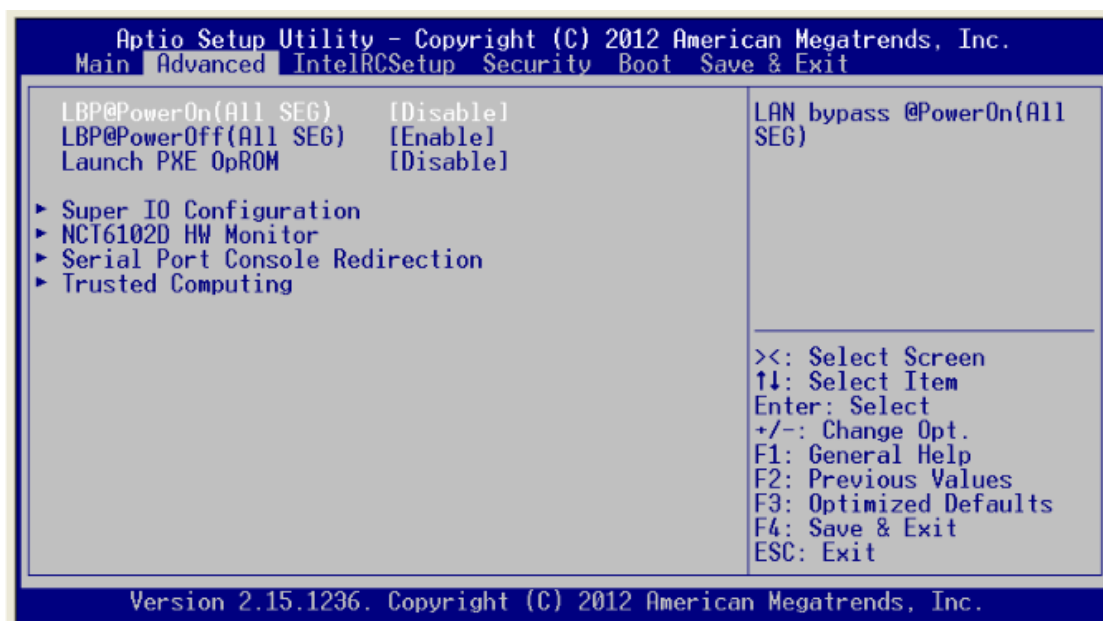 Aptio Setup Utility - Copyright (C) 2012 American Megatrends, Inc.
Main Advanced IntelRCSetup Security Boot Save & Exit
LBP@PowerOn(All SEG) [Disable]
LBP@PowerOff(All SEG) [Enable]
Launch PXE OpROM [Disable]
► Super IO Configuration
► NCT6102D HW Monitor
► Serial Port Console Redirection
► Trusted Computing
LAN bypass @PowerOn(All
SEG)
><: Select Screen
↑↓: Select Item
Enter: Select
+/-: Change Opt.
F1: General Help
F2: Previous Values
F3: Optimized Defaults
F4: Save & Exit
ESC: Exit
Version 2.15.1236. Copyright (C) 2012 American Megatrends, Inc.